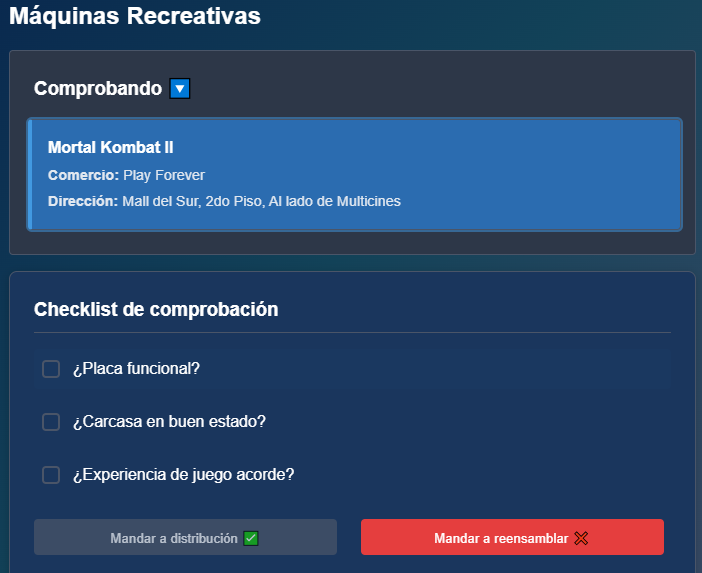 Máquinas Recreativas
Comprobando
Mortal Kombat II
Comercio: Play Forever
Dirección: Mall del Sur, 2do Piso, Al lado de Multicines
Checklist de comprobación
¿Placa funcional?
¿Carcasa en buen estado?
¿Experiencia de juego acorde?
Mandar a distribución ✅
Mandar a reensamblar ❌